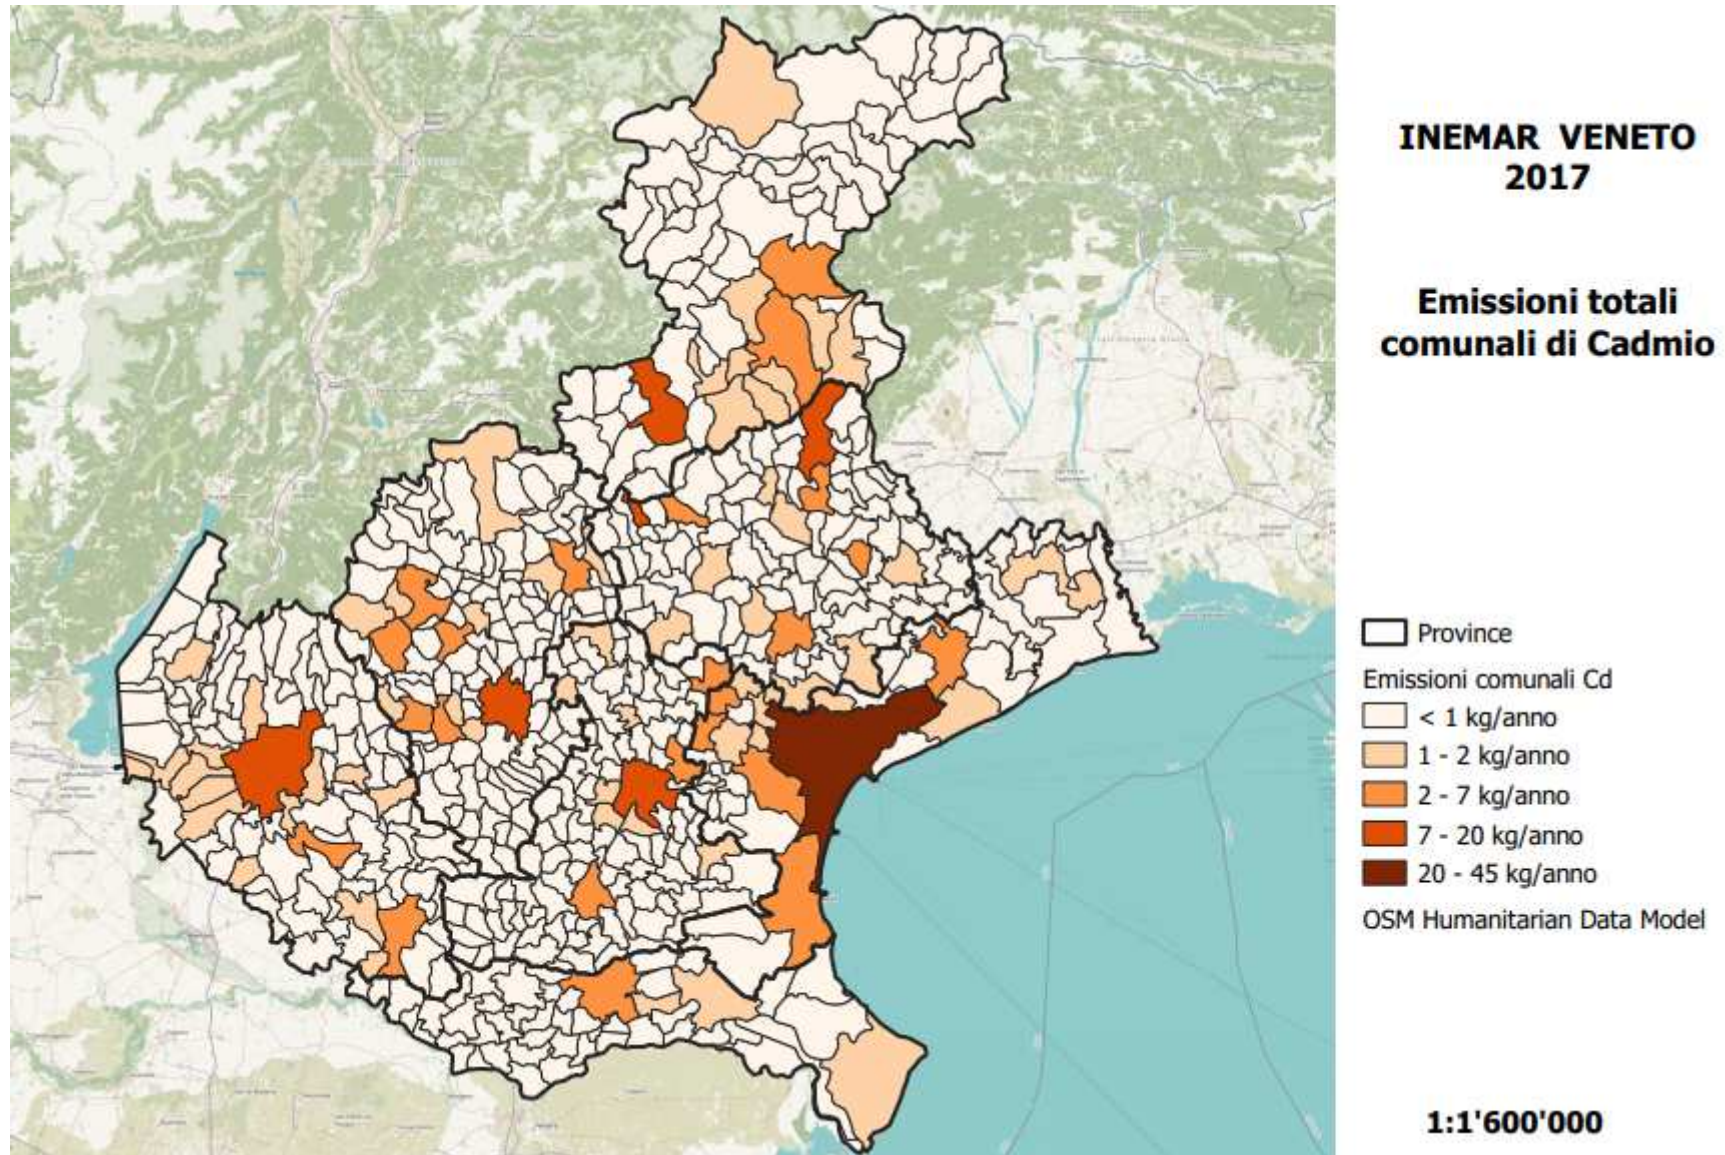 INEMAR VENETO
2017
Emissioni totali
comunali di Cadmio
Province
Emissioni comunali Cd
< 1 kg/anno
1 - 2 kg/anno
2 - 7 kg/anno
7 - 20 kg/anno
20 - 45 kg/anno
OSM Humanitarian Data Model
1:1'600'000